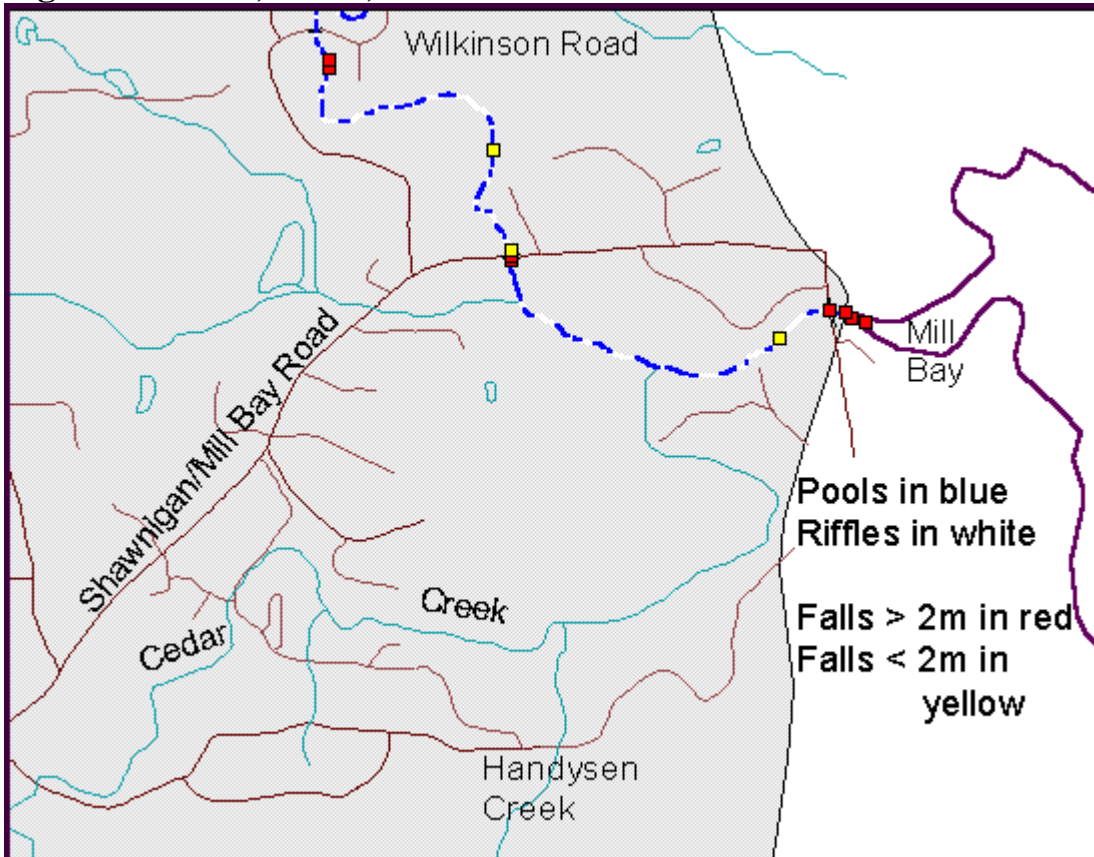 Wilkinson Road
Mill
Bay
Shawnigan/Mill Bay Road
Pools in blue
Riffles in white
Falls > 2m in red
Falls < 2m in
yellow
Cedar
Creek
Handysen
Creek